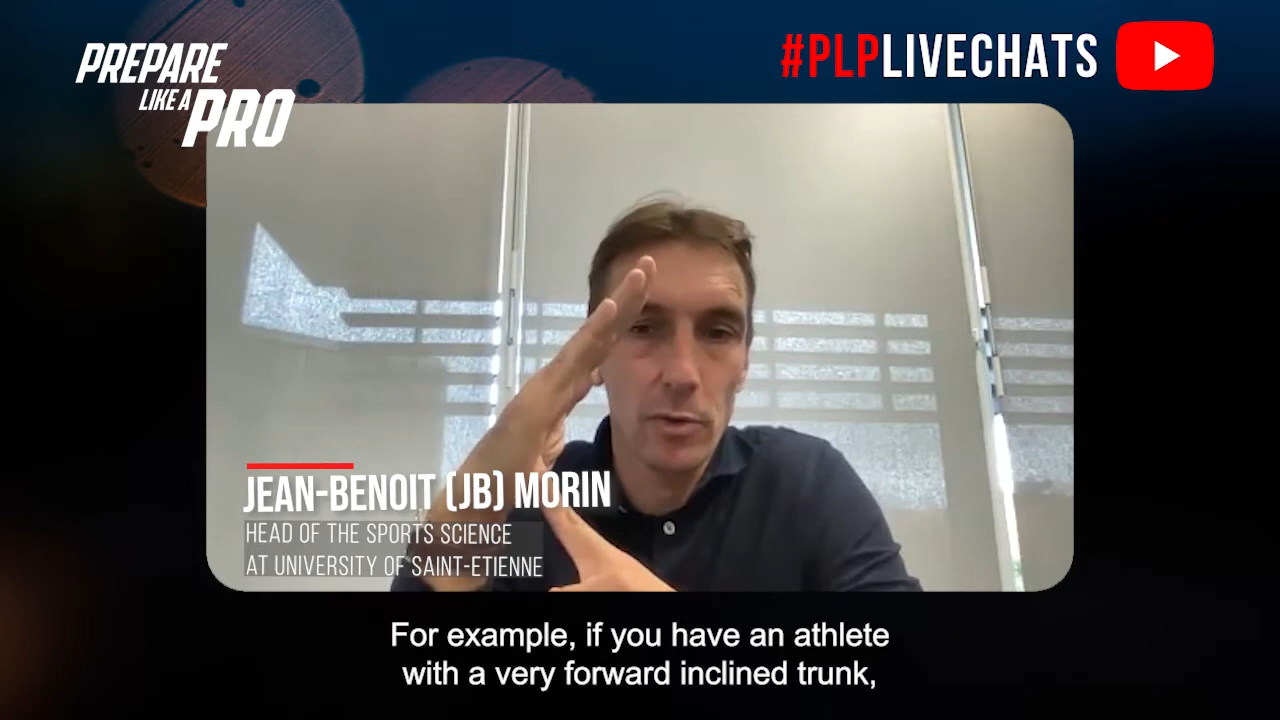 PREPARE
LIKE A
PRO
#PLPLIVECHATS
JEAN-BENOIT (JB) MORIN
HEAD OF THE SPORTS SCIENCE
AT UNIVERSITY OF SAINT-ETIENNE
For example, if you have an athlete
with a very forward inclined trunk,